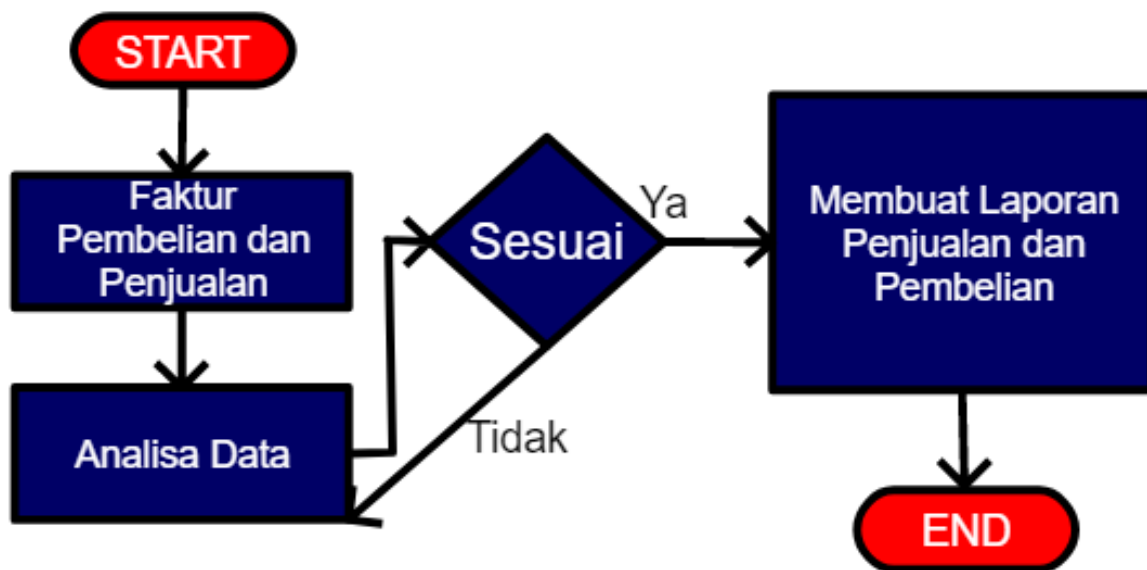 START
Faktur
Pembelian dan
Penjualan
Analisa Data
Sesuai
Ya
Tidak
Membuat Laporan
Penjualan dan
Pembelian
END